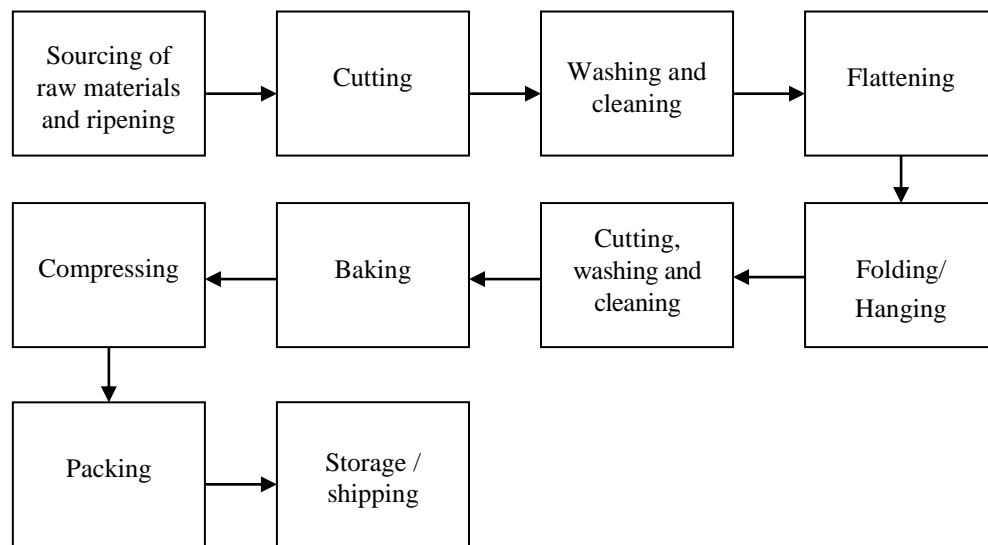 Sourcing of
raw materials
and ripening
Cutting
Washing and
cleaning
Flattening
Folding/
Hanging
Cutting,
washing and
cleaning
Baking
Compressing
Packing
Storage /
shipping